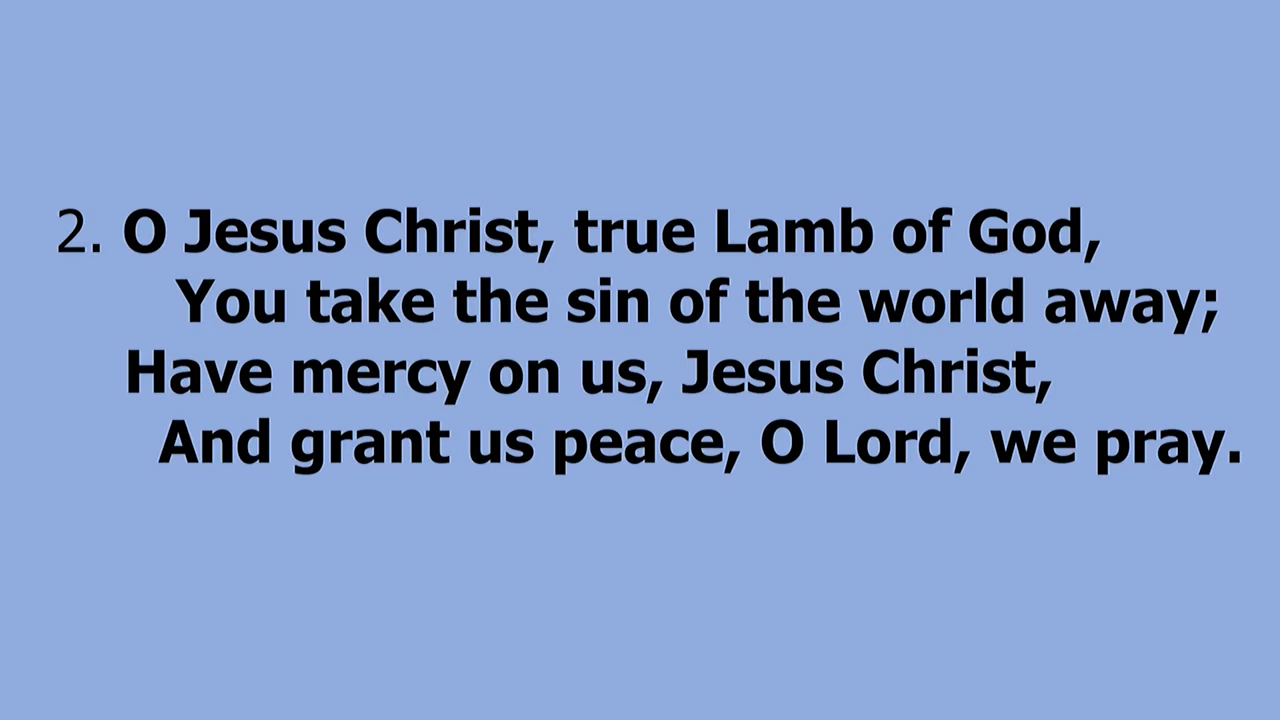 2. O Jesus Christ, true Lamb of God,
You take the sin of the world away;
Have mercy on us, Jesus Christ,
And grant us peace, O Lord, we pray.